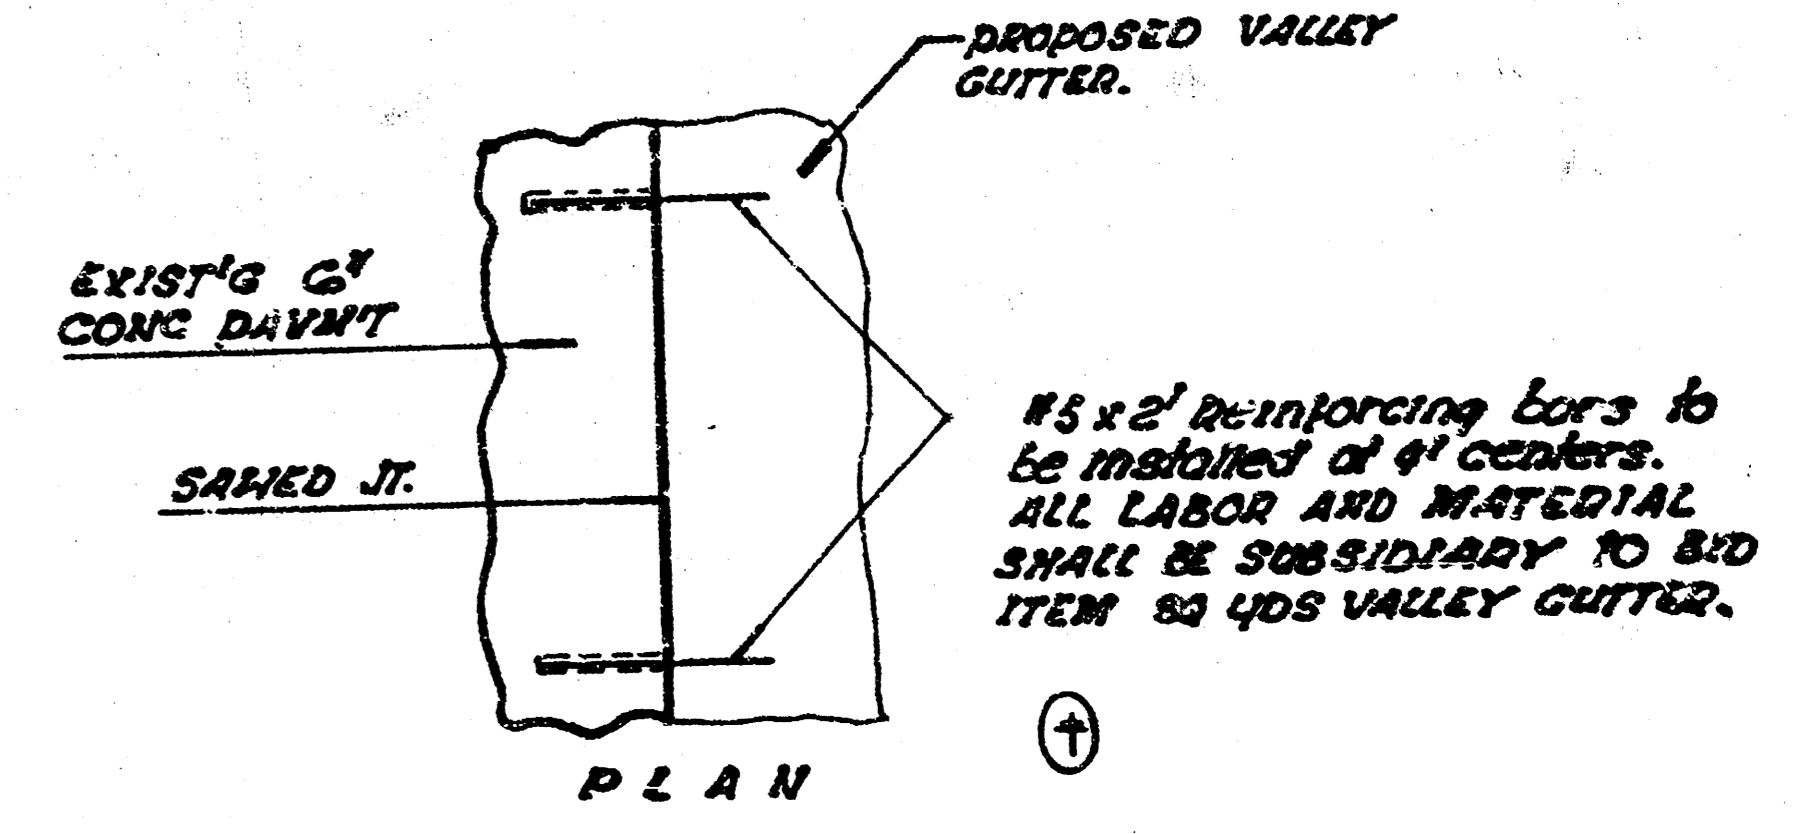 PROPOSED VALLEY
GUTTER.
EXIST'G 6"
CONC PAVM'T
SAWED JT.
#5 x 2' Reinforcing bars to
be installed at 4' centers.
ALL LABOR AND MATERIAL
SHALL BE SUBSIDIARY TO BID
ITEM SQ YDS VALLEY GUTTER.
PLAN